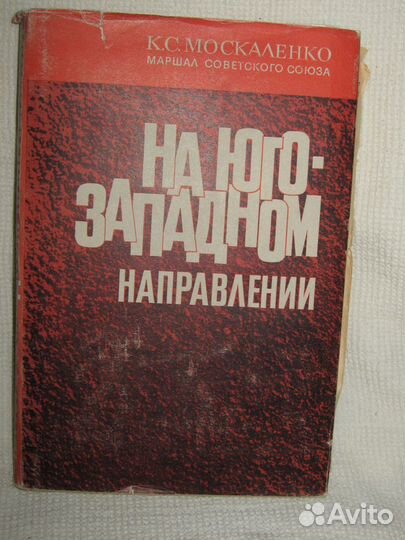 К.С.МОСКАЛЕНКО
МАРШАЛ СОВЕТСКОГО СОЮЗА
НА ЮГО-
ЗАПАДНОМ
НАПРАВЛЕНИИ
Avito